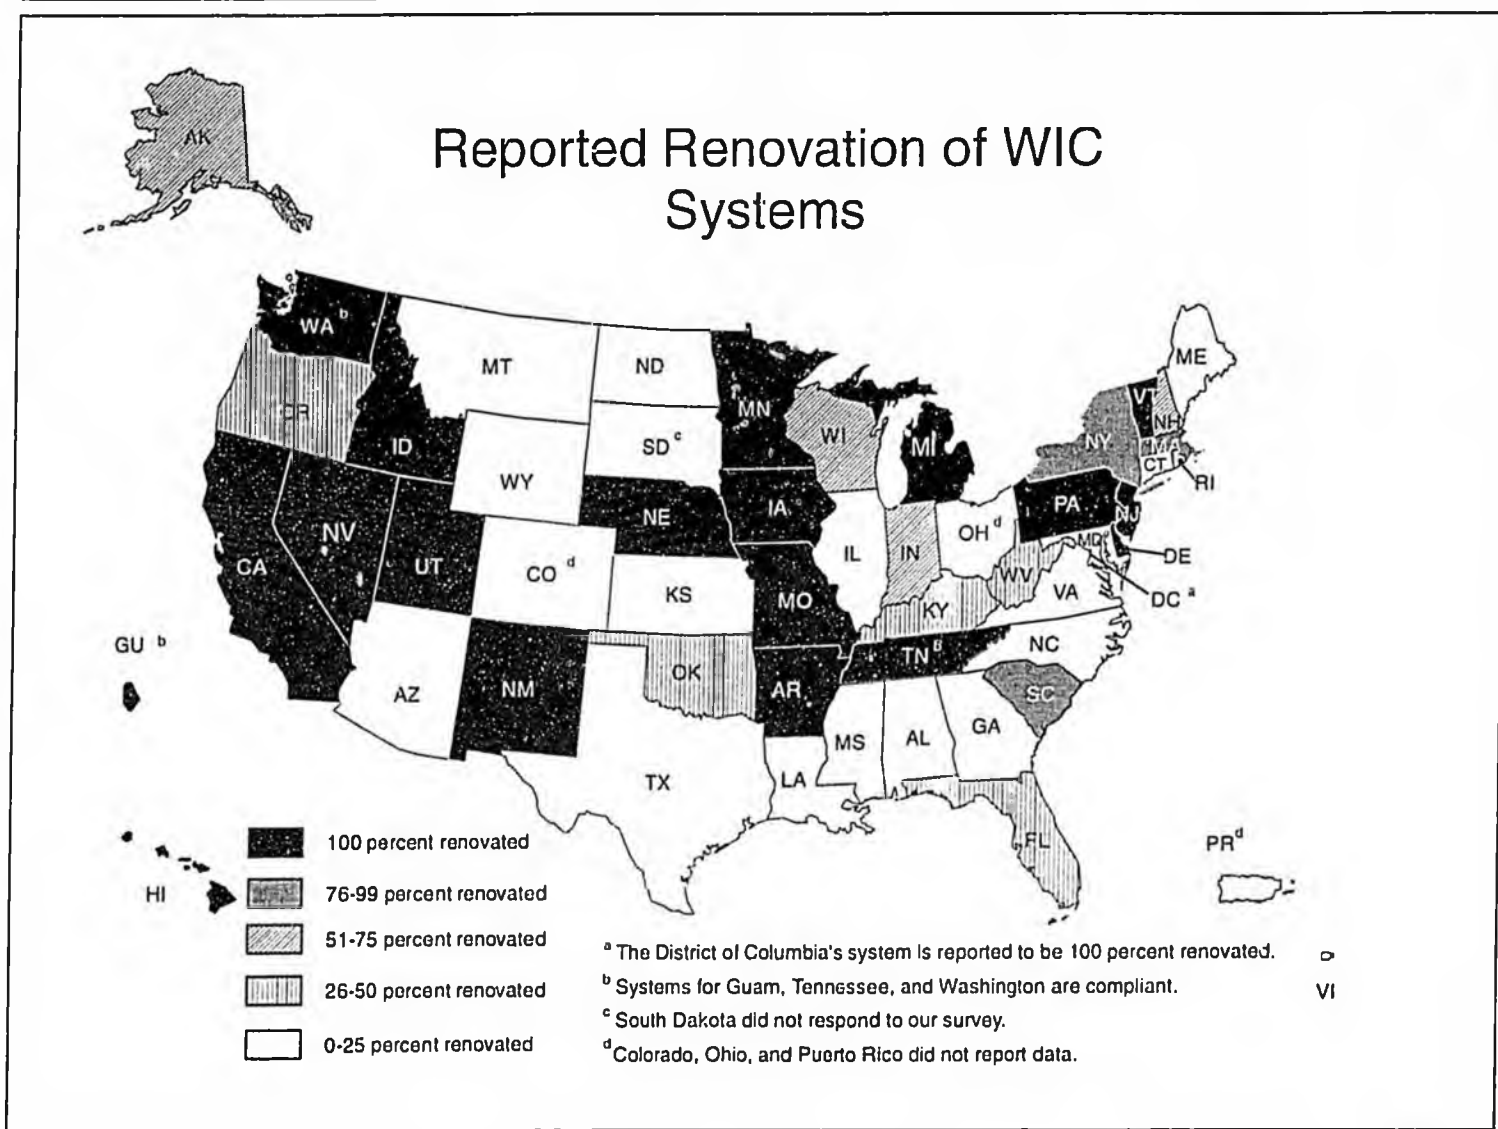 AK
Reported Renovation of WIC
Systems
WA b
MT
ND
ME
OR
ID
MN
VT
NH
SD c
WI
MI
NY
MA
WY
CT
RI
NE
IA
PA
NJ
NV
OH d
CA
UT
CO d
IL
IN
MD
DE
KS
MO
WV
VA
DC a
KY
GU b
TN b
NC
AZ
NM
OK
AR
SC
MS
AL
GA
TX
LA
FL
PR d
HI
100 percent renovated
76-99 percent renovated
51-75 percent renovated
26-50 percent renovated
0-25 percent renovated
a The District of Columbia's system is reported to be 100 percent renovated.
b Systems for Guam, Tennessee, and Washington are compliant.
VI
c South Dakota did not respond to our survey.
d Colorado, Ohio, and Puerto Rico did not report data.